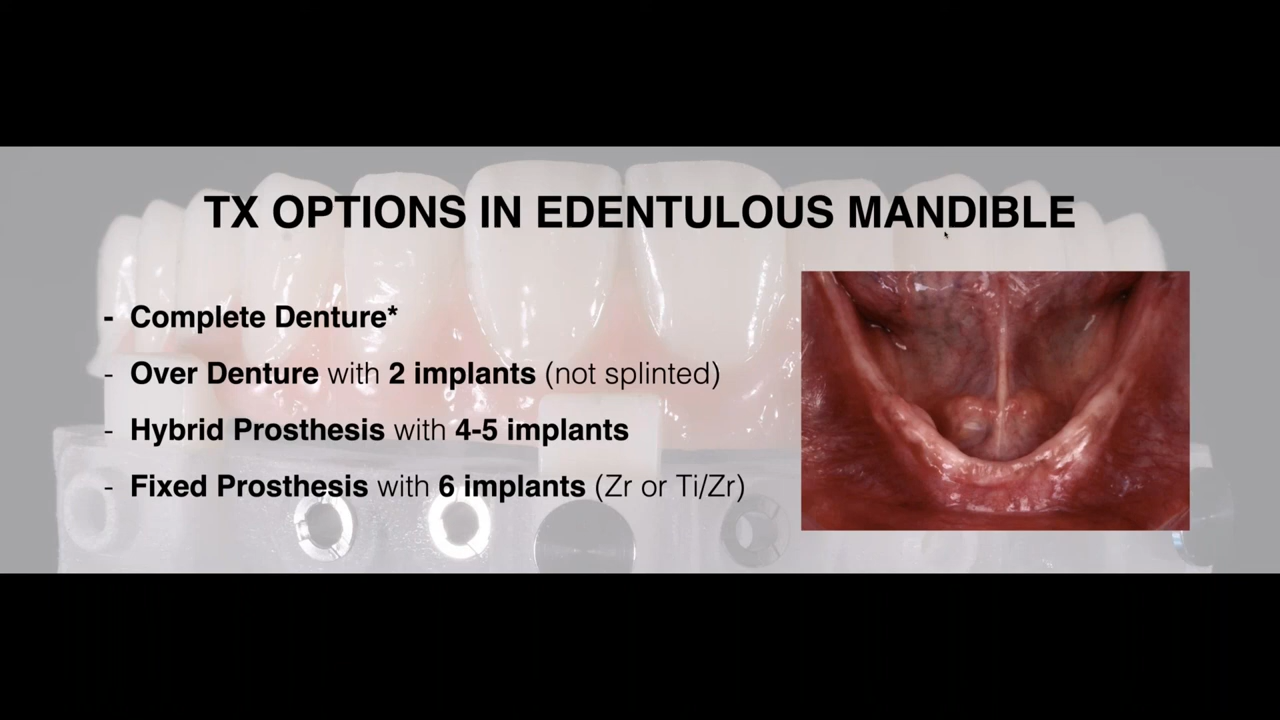 TX OPTIONS IN EDENTULOUS MANDIBLE
- Complete Denture*
- Over Denture with 2 implants (not splinted)
- Hybrid Prosthesis with 4-5 implants
- Fixed Prosthesis with 6 implants (Zr or Ti/Zr)